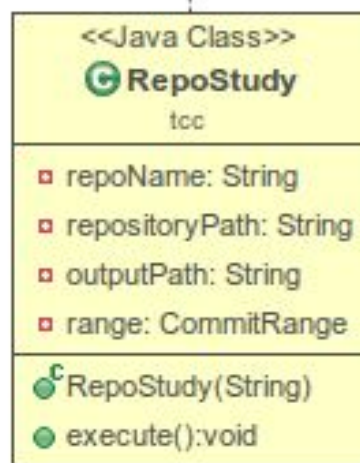 <<Java Class>>
C RepoStudy
tcc
repoName: String
repositoryPath: String
outputPath: String
range: CommitRange
C RepoStudy(String)
execute():void